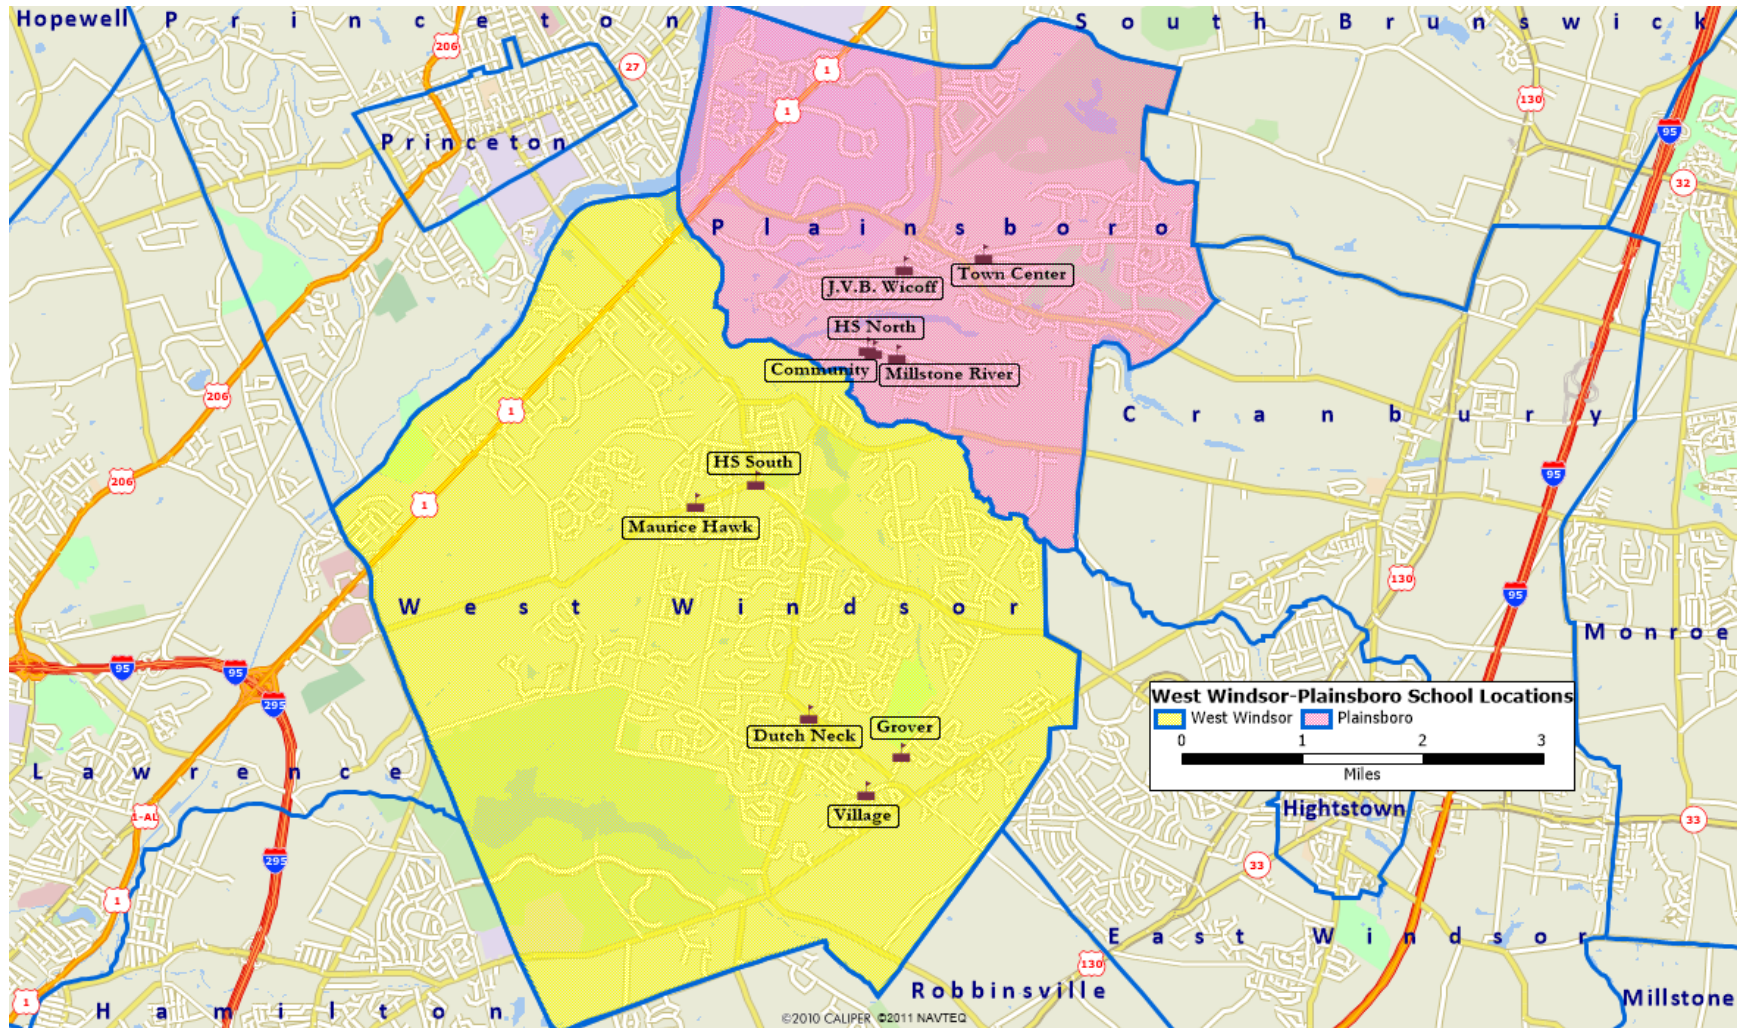 Hopewell
Princeton
South Brunswick
206
27
1
130
95
1
95
Princeton
32
Plainsboro
Town Center
J.V.B. Wicoff
HS North
Community
Millstone River
206
1
Cranbury
HS South
95
206
1
Maurice Hawk
130
95
West Windsor
Monroe
95
95
295
West Windsor-Plainsboro School Locations
West Windsor
Plainsboro
0 1 2 3
Miles
Dutch Neck
Grover
Lawrence
Village
Hightstown
1-AL
33
295
33
1
East Windsor
130
Robbinsville
Millstone
1
Hamilton
©2010 CALIPER ©2011 NAVTEQ